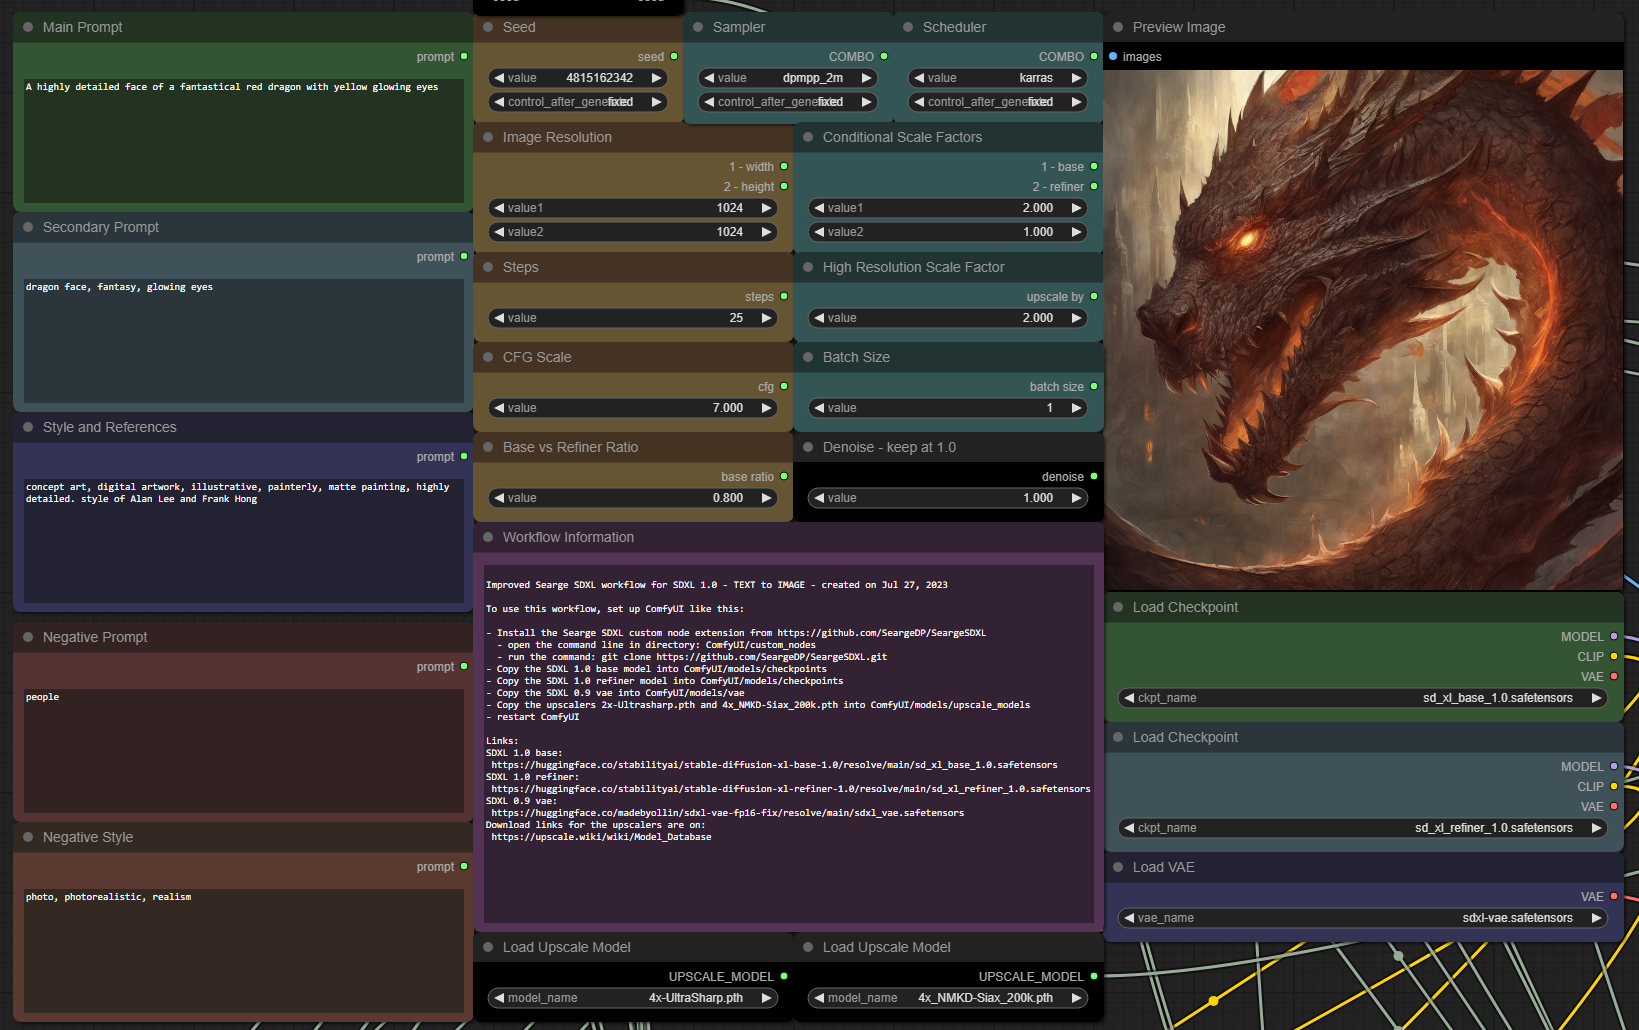 Main Prompt
prompt
A highly detailed face of a fantastical red dragon with yellow glowing eyes
Secondary Prompt
prompt
dragon face, fantasy, glowing eyes
Style and References
prompt
concept art, digital artwork, illustrative, painterly, matte painting, highly
detailed. style of Alan Lee and Frank Hong
Negative Prompt
prompt
people
Negative Style
prompt
photo, photorealistic, realism
Seed
seed
value 4815162342
control_after_generate fixed
Sampler
COMBO
value dpmpp_2m
control_after_generate fixed
Scheduler
COMBO
value karras
control_after_generate fixed
Image Resolution
1 - width
2 - height
value1 1024
value2 1024
Conditional Scale Factors
1 - base
2 - refiner
value1 2.000
value2 1.000
Steps
steps
value 25
High Resolution Scale Factor
upscale by
value 2.000
CFG Scale
cfg
value 7.000
Batch Size
batch size
value 1
Base vs Refiner Ratio
base ratio
value 0.800
Denoise - keep at 1.0
denoise
value 1.000
Workflow Information
Improved Searge SDXL workflow for SDXL 1.0 - TEXT to IMAGE - created on Jul 27, 2023
To use this workflow, set up ComfyUI like this:
- Install the Searge SDXL custom node extension from https://github.com/SeargeDP/SeargeSDXL
- open the command line in directory: ComfyUI/custom_nodes
- run the command: git clone https://github.com/SeargeDP/SeargeSDXL.git
- Copy the SDXL 1.0 base model into ComfyUI/models/checkpoints
- Copy the SDXL 1.0 refiner model into ComfyUI/models/checkpoints
- Copy the SDXL 0.9 vae into ComfyUI/models/vae
- Copy the upscalers 2x-Ultrasharp.pth and 4x_NMKD-Siax_200k.pth into ComfyUI/models/upscale_models
- restart ComfyUI
Links:
SDXL 1.0 base:
https://huggingface.co/stabilityai/stable-diffusion-xl-base-1.0/resolve/main/sd_xl_base_1.0.safetensors
SDXL 1.0 refiner:
https://huggingface.co/stabilityai/stable-diffusion-xl-refiner-1.0/resolve/main/sd_xl_refiner_1.0.safetensors
SDXL 0.9 vae:
https://huggingface.co/madebyollin/sdxl-vae-fp16-fix/resolve/main/sdxl_vae.safetensors
Download links for the upscalers are on:
https://upscale.wiki/wiki/Model_Database
Load Upscale Model
UPSCALE_MODEL
model_name 4x-UltraSharp.pth
Load Upscale Model
UPSCALE_MODEL
model_name 4x_NMKD-Siax_200k.pth
Preview Image
images
Load Checkpoint
MODEL
CLIP
VAE
ckpt_name sd_xl_base_1.0.safetensors
Load Checkpoint
MODEL
CLIP
VAE
ckpt_name sd_xl_refiner_1.0.safetensors
Load VAE
VAE
vae_name sdxl-vae.safetensors